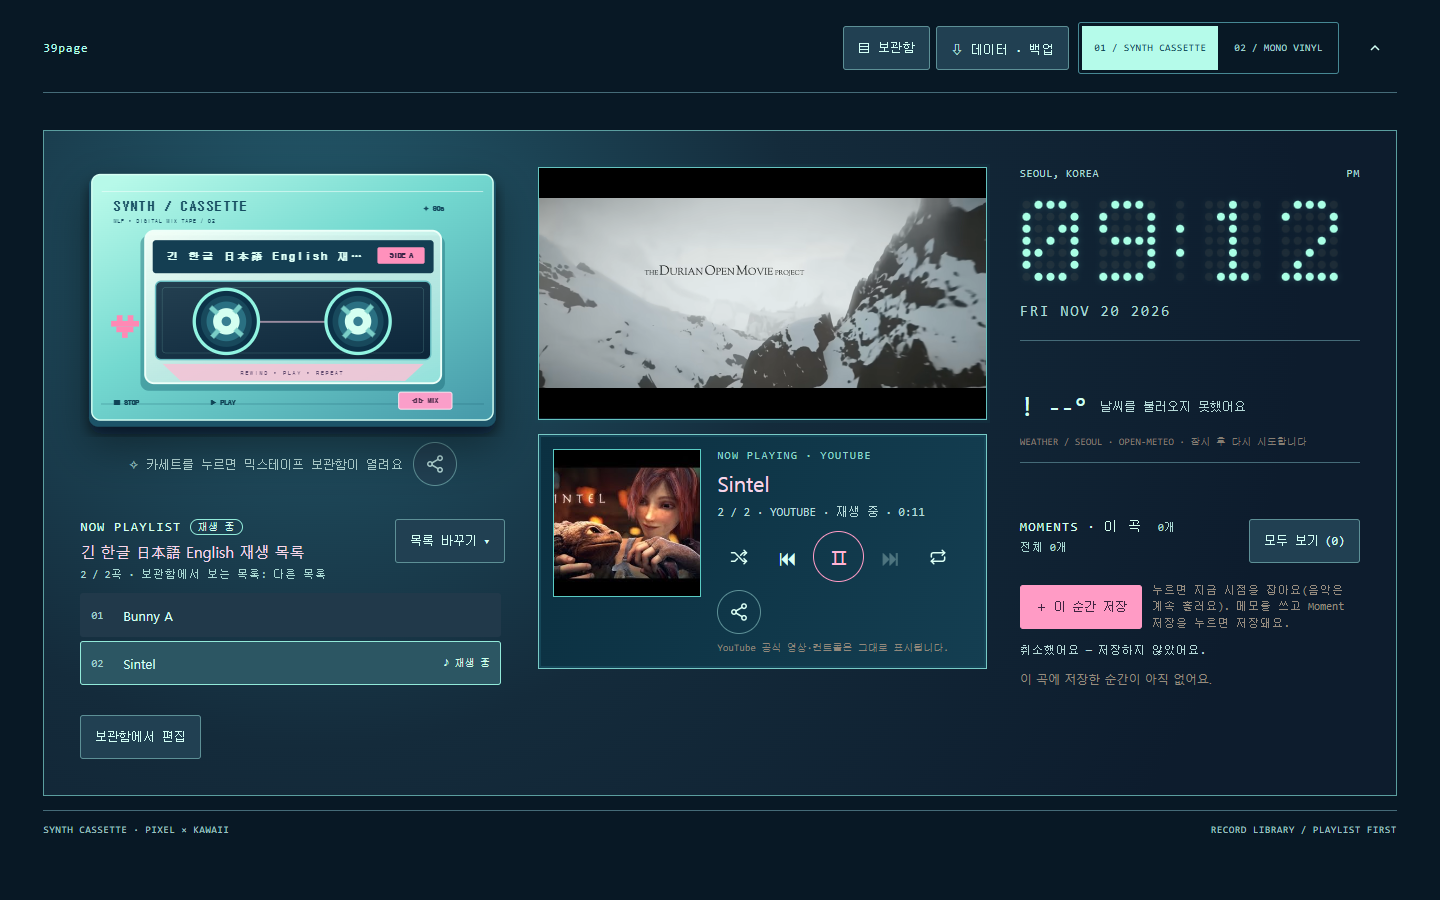 39page
보관함
데이터 · 백업
01 / SYNTH CASSETTE
02 / MONO VINYL
SYNTH / CASSETTE
✦ 80s
긴 한글 日本語 English 재…
SIDE A
REWIND • PLAY • REPEAT
STOP
PLAY
MIX
✧ 카세트를 누르면 믹스테이프 보관함이 열려요
NOW PLAYLIST 재생 중
긴 한글 日本語 English 재생 목록
2 / 2곡 · 보관함에서 보는 목록: 다른 목록
목록 바꾸기 ▾
01 Bunny A
02 Sintel ♪ 재생 중
보관함에서 편집
THE DURIAN OPEN MOVIE PROJECT
INTEL
NOW PLAYING · YOUTUBE
Sintel
2 / 2 · YOUTUBE · 재생 중 · 0:11
YouTube 공식 영상·컨트롤은 그대로 표시됩니다.
SEOUL, KOREA
PM
09:12
FRI NOV 20 2026
! --° 날씨를 불러오지 못했어요
WEATHER / SEOUL · OPEN-METEO · 잠시 후 다시 시도합니다
MOMENTS · 이 곡 0개
전체 0개
모두 보기 (0)
+ 이 순간 저장
누르면 지금 시점을 잡아요(음악은
계속 흘러요). 메모를 쓰고 Moment
저장을 누르면 저장돼요.
취소했어요 — 저장하지 않았어요.
이 곡에 저장한 순간이 아직 없어요.
SYNTH CASSETTE · PIXEL × KAWAII
RECORD LIBRARY / PLAYLIST FIRST